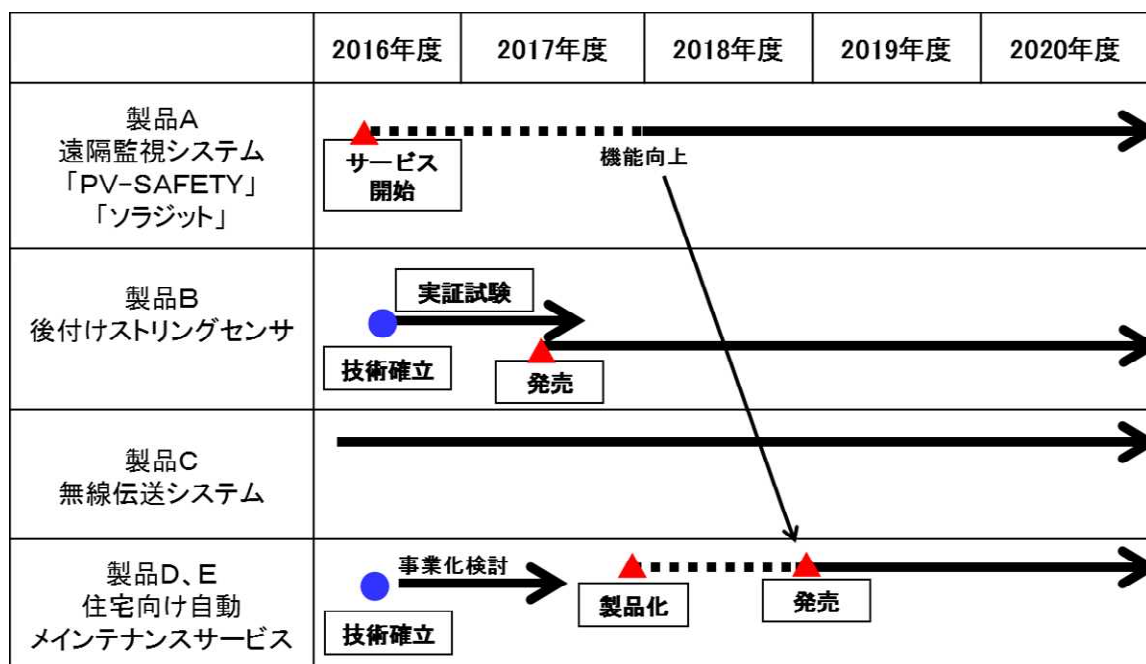 2016年度
2017年度
2018年度
2019年度
2020年度
製品A
遠隔監視システム
「PV-SAFETY」
「ソラジット」
サービス
開始
機能向上
製品B
後付けストリングセンサ
実証試験
技術確立
発売
製品C
無線伝送システム
製品D、E
住宅向け自動
メインテナンスサービス
事業化検討
技術確立
製品化
発売